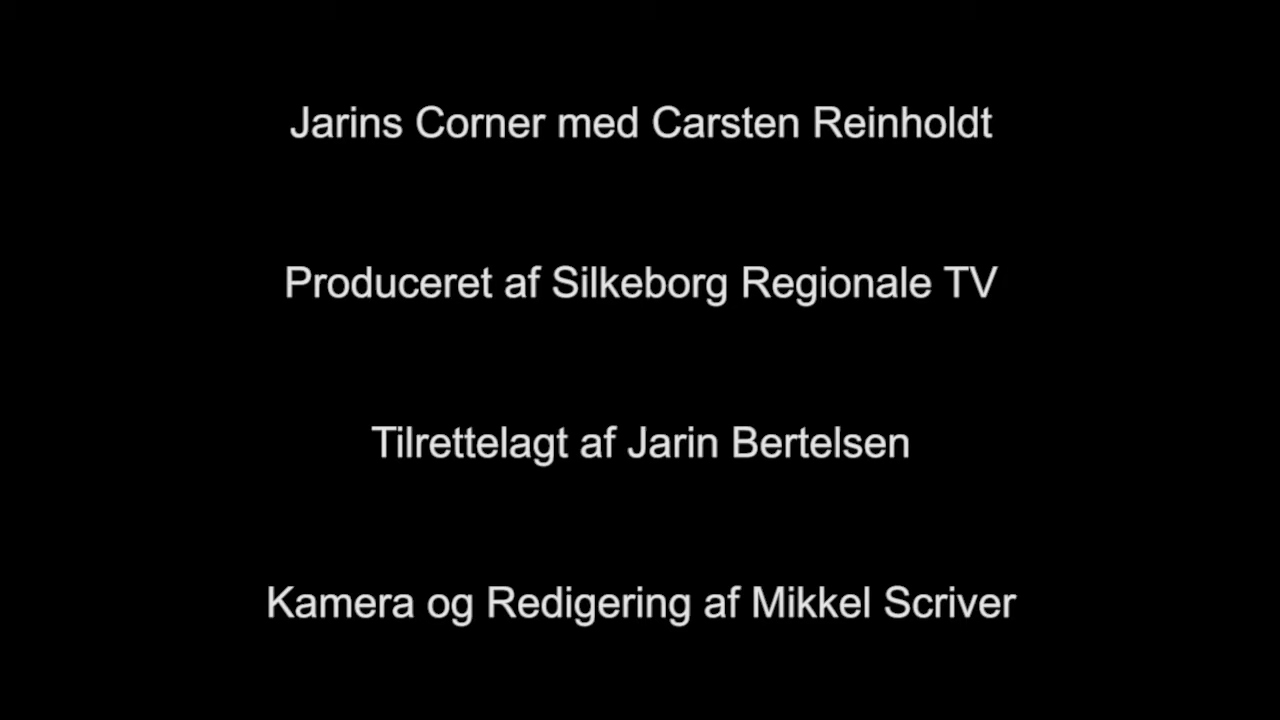 Jarins Corner med Carsten Reinholdt
Produceret af Silkeborg Regionale TV
Tilrettelagt af Jarin Bertelsen
Kamera og Redigering af Mikkel Scriver